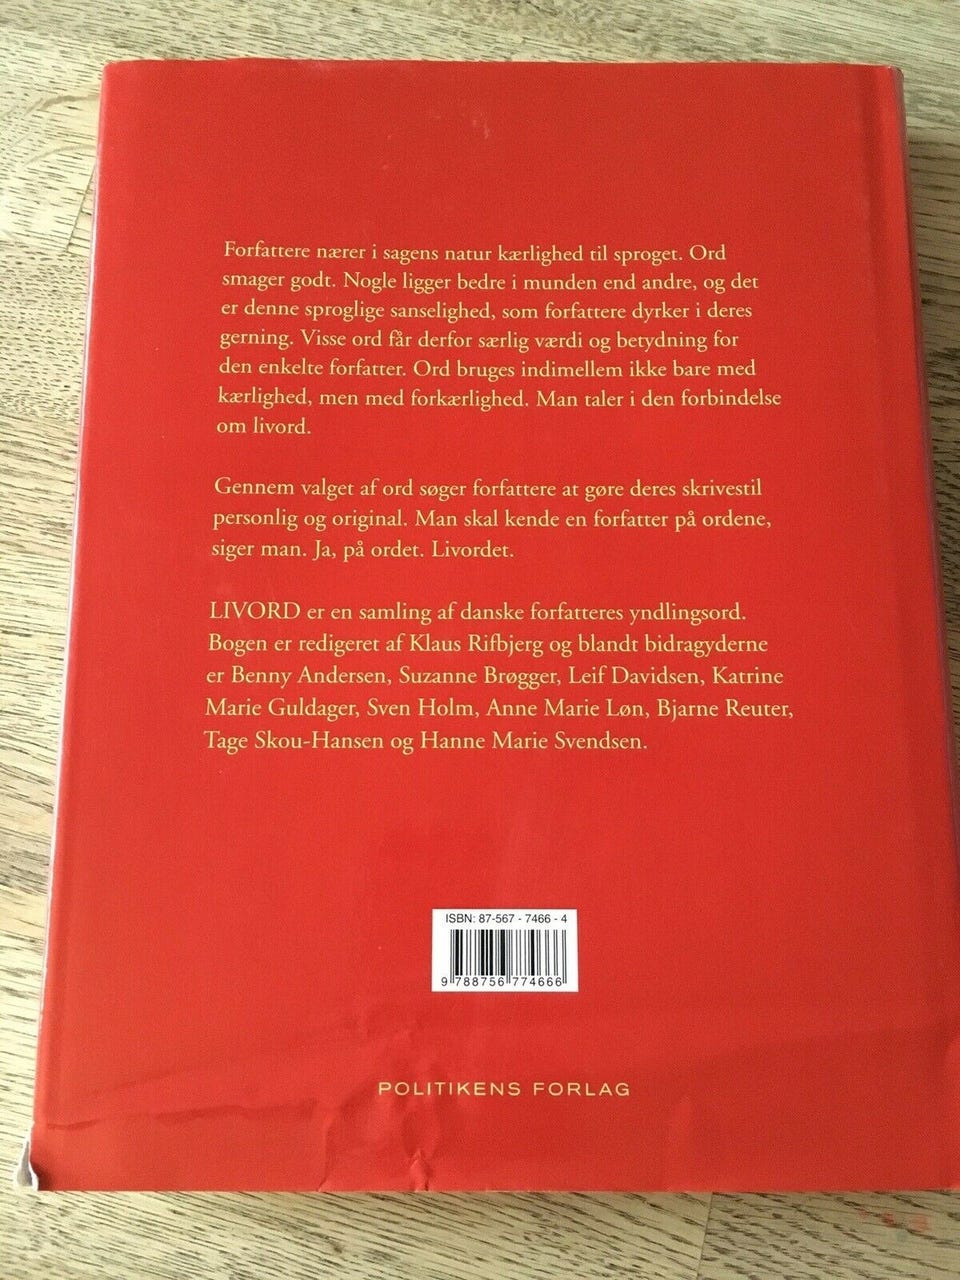 Forfattere nærer i sagens natur kærlighed til sproget. Ord
smager godt. Nogle ligger bedre i munden end andre, og det
er denne sproglige sanselighed, som forfattere dyrker i deres
gerning. Visse ord får derfor særlig værdi og betydning for
den enkelte forfatter. Ord bruges indimellem ikke bare med
kærlighed, men med forkærlighed. Man taler i den forbindelse
om livord.
Gennem valget af ord søger forfattere at gøre deres skrivestil
personlig og original. Man skal kende en forfatter på ordene,
siger man. Ja, på ordet. Livordet.
LIVORD er en samling af danske forfatteres yndlingsord.
Bogen er redigeret af Klaus Rifbjerg og blandt bidragyderne
er Benny Andersen, Suzanne Brøgger, Leif Davidsen, Katrine
Marie Guldager, Sven Holm, Anne Marie Løn, Bjarne Reuter,
Tage Skou-Hansen og Hanne Marie Svendsen.
ISBN: 87-567 - 7466 - 4
9 788756 774666
POLITIKENS FORLAG